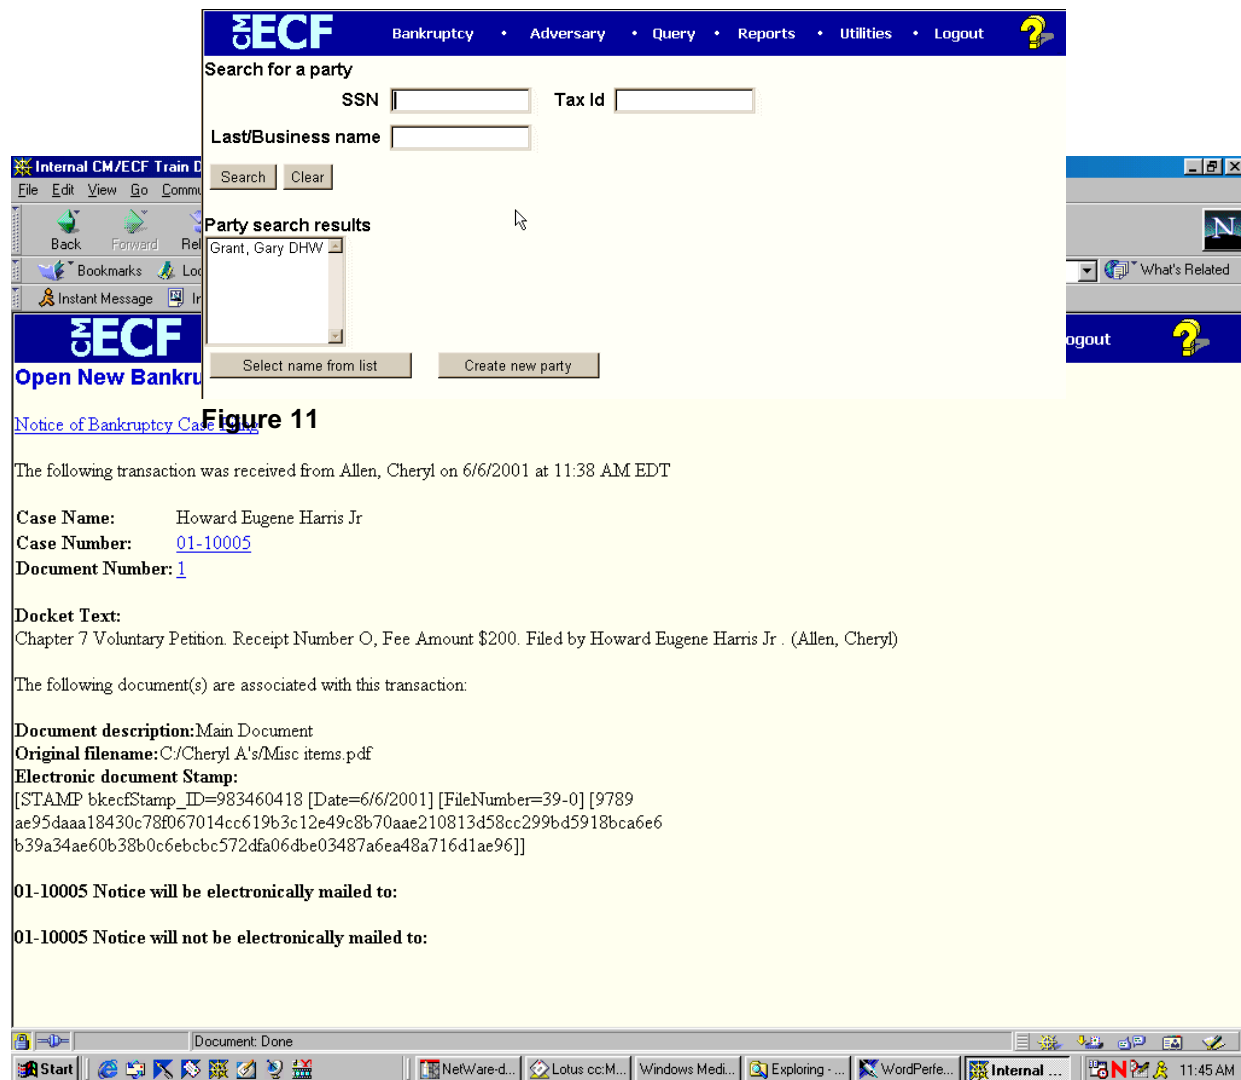 CM ECF Bankruptcy • Adversary • Query • Reports • Utilities • Logout ?
Search for a party
SSN Tax Id
Last/Business name
Search Clear
Party search results
Grant, Gary DHW
Select name from list Create new party
Figure 11
Internal CM/ECF Train D
File Edit View Go Commu
Back Forward Rel N
Bookmarks Loc What's Related
Instant Message Ir
CM ECF ogout ?
Open New Bankru
Notice of Bankruptcy Case Filing
The following transaction was received from Allen, Cheryl on 6/6/2001 at 11:38 AM EDT
Case Name: Howard Eugene Harris Jr
Case Number: 01-10005
Document Number: 1
Docket Text:
Chapter 7 Voluntary Petition. Receipt Number O, Fee Amount $200. Filed by Howard Eugene Harris Jr . (Allen, Cheryl)
The following document(s) are associated with this transaction:
Document description:Main Document
Original filename:C:/Cheryl A's/Misc items.pdf
Electronic document Stamp:
[STAMP bkecfStamp_ID=983460418 [Date=6/6/2001] [FileNumber=39-0] [9789
ae95daaa18430c78f067014cc619b3c12e49c8b70aae210813d58cc299bd5918bca6e6
b39a34ae60b38b0c6ebcbc572dfa06dbe03487a6ea48a716d1ae96]]
01-10005 Notice will be electronically mailed to:
01-10005 Notice will not be electronically mailed to:
Document: Done
Start NetWare-d... Lotus cc:M... Windows Medi... Exploring - ... WordPerfe... Internal ... N 11:45 AM